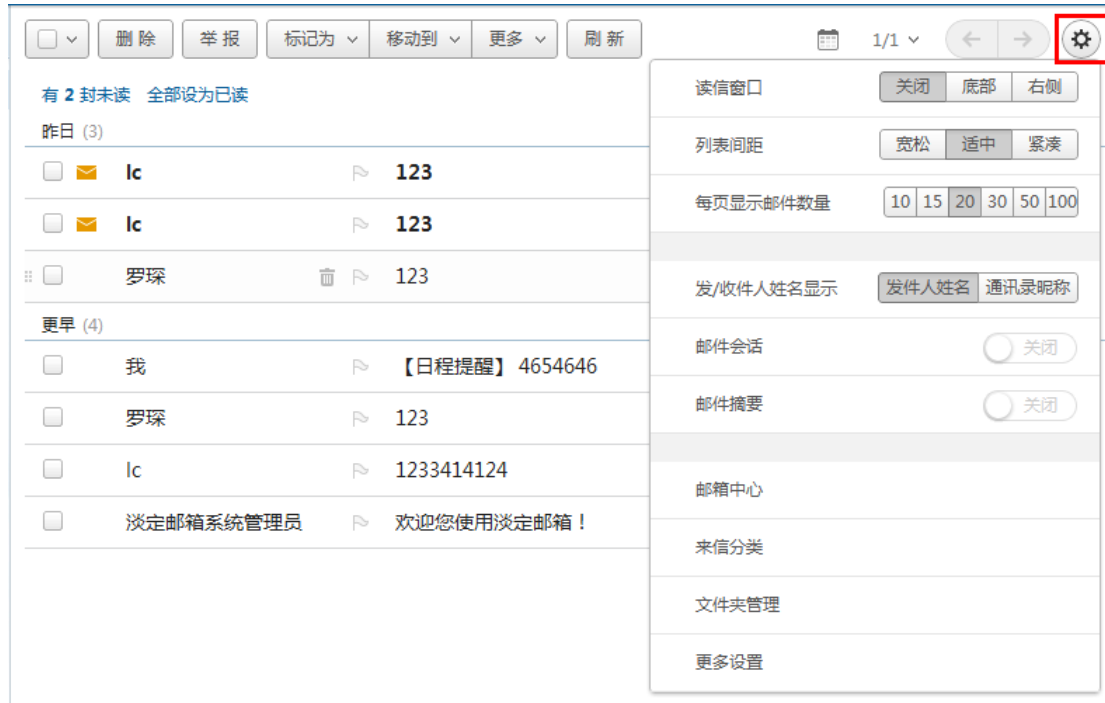 删 除 举 报 标记为 移动到 更多 刷 新 1/1
有 2 封未读 全部设为已读
昨日 (3)
lc 123
lc 123
罗琛 123
更早 (4)
我 【日程提醒】 4654646
罗琛 123
lc 1233414124
淡定邮箱系统管理员 欢迎您使用淡定邮箱！
读信窗口 关闭 底部 右侧
列表间距 宽松 适中 紧凑
每页显示邮件数量 10 15 20 30 50 100
发/收件人姓名显示 发件人姓名 通讯录昵称
邮件会话 关闭
邮件摘要 关闭
邮箱中心
来信分类
文件夹管理
更多设置